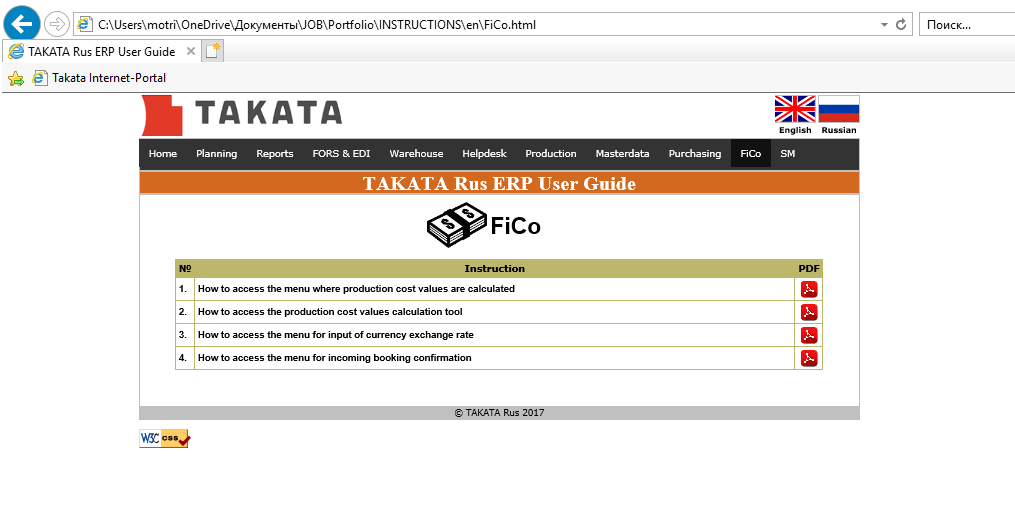 C:\Users\motri\OneDrive\Документы\JOB\Portfolio\INSTRUCTIONS\en\FiCo.html
Поиск...
TAKATA Rus ERP User Guide
Takata Internet-Portal
TAKATA
English Russian
Home Planning Reports FORS & EDI Warehouse Helpdesk Production Masterdata Purchasing FiCo SM
TAKATA Rus ERP User Guide
FiCo
№ Instruction PDF
1. How to access the menu where production cost values are calculated
2. How to access the production cost values calculation tool
3. How to access the menu for input of currency exchange rate
4. How to access the menu for incoming booking confirmation
© TAKATA Rus 2017
W3C css